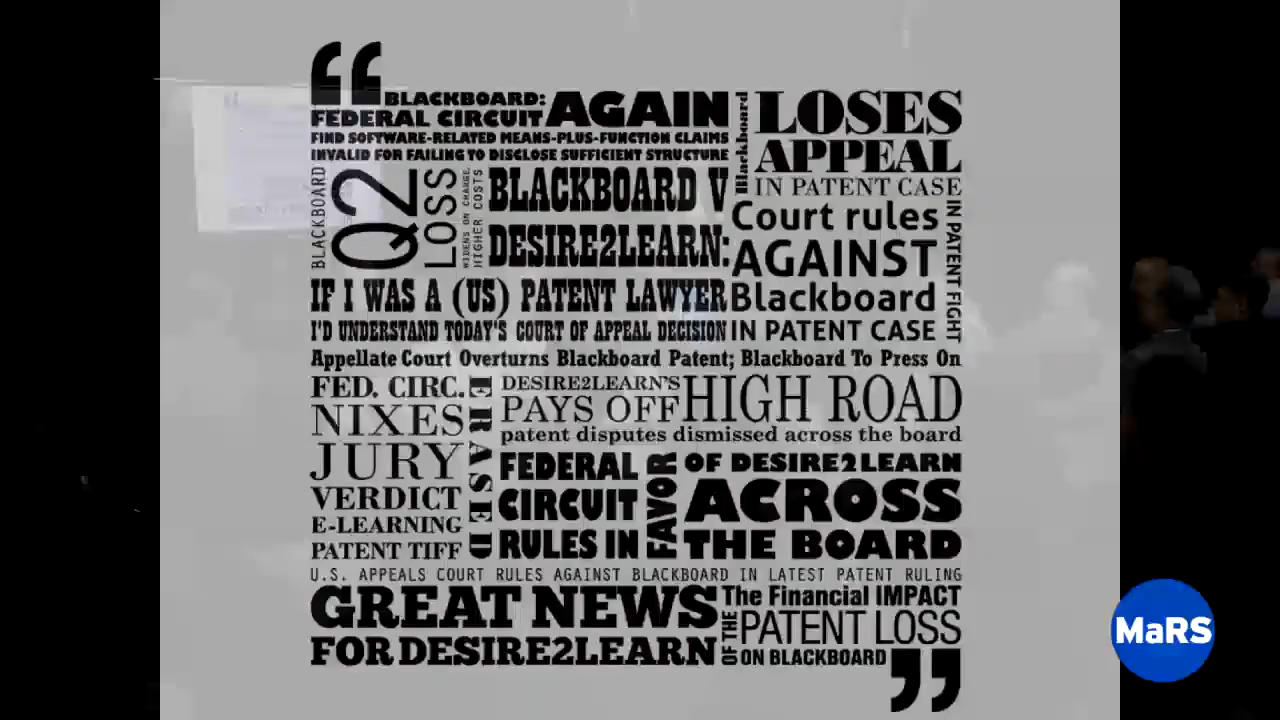 “
BLACKBOARD:
FEDERAL CIRCUIT AGAIN
FIND SOFTWARE-RELATED MEANS-PLUS-FUNCTION CLAIMS
INVALID FOR FAILING TO DISCLOSE SUFFICIENT STRUCTURE
Blackboard
LOSES
APPEAL
IN PATENT CASE
BLACKBOARD
Q2
LOSS
WIDENS ON CHARGE,
HIGHER COSTS
BLACKBOARD V
DESIRE2LEARN:
IF I WAS A (US) PATENT LAWYER
I'D UNDERSTAND TODAY'S COURT OF APPEAL DECISION
Court rules
AGAINST
Blackboard
IN PATENT CASE
IN PATENT FIGHT
Appellate Court Overturns Blackboard Patent; Blackboard To Press On
FED. CIRC.
NIXES
JURY
VERDICT
E-LEARNING
PATENT TIFF
ERASED
DESIRE2LEARN'S
PAYS OFF
HIGH ROAD
patent disputes dismissed across the board
FEDERAL
CIRCUIT
RULES IN
FAVOR
OF DESIRE2LEARN
ACROSS
THE BOARD
U.S. APPEALS COURT RULES AGAINST BLACKBOARD IN LATEST PATENT RULING
GREAT NEWS
FOR DESIRE2LEARN
The Financial IMPACT
OF THE
PATENT LOSS
ON BLACKBOARD
”
MaRS